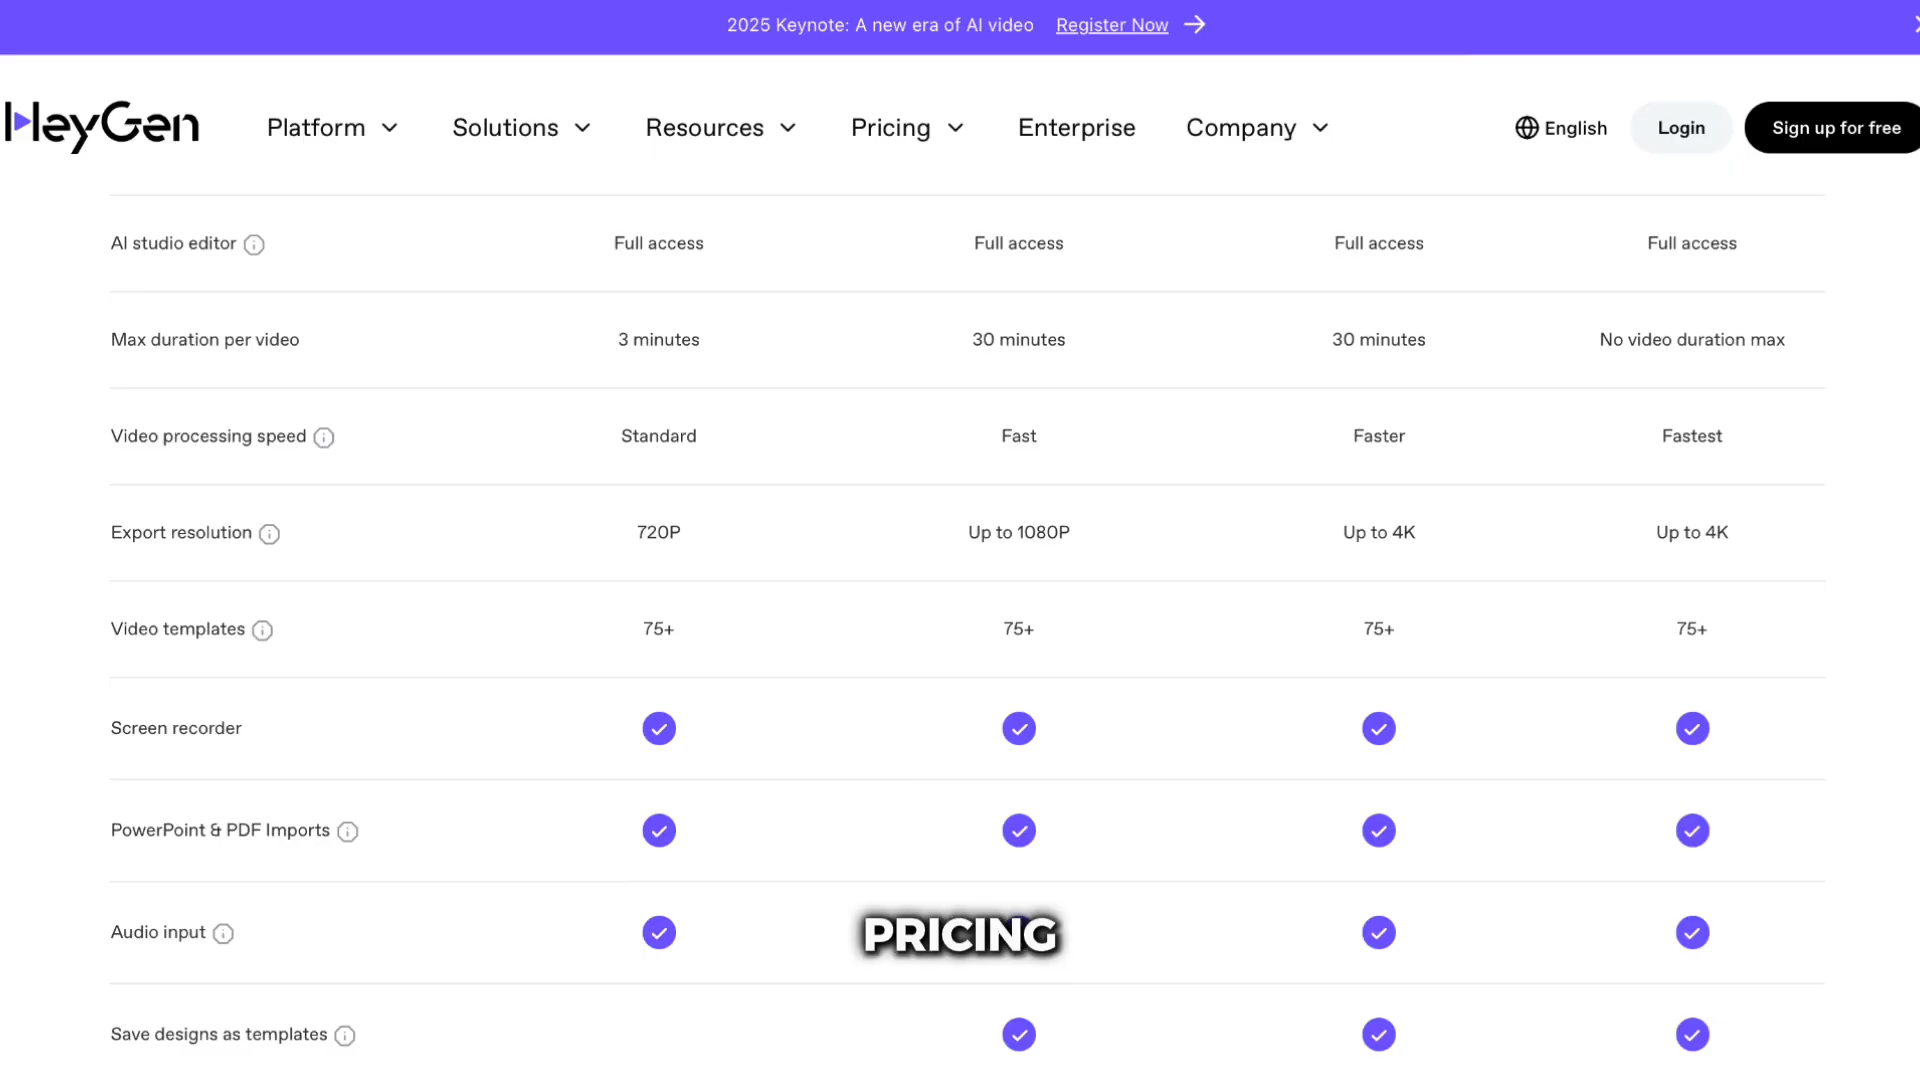 2025 Keynote: A new era of AI video Register Now
HeyGen Platform Solutions Resources Pricing Enterprise Company English Login Sign up for free
AI studio editor Full access Full access Full access Full access
Max duration per video 3 minutes 30 minutes 30 minutes No video duration max
Video processing speed Standard Fast Faster Fastest
Export resolution 720P Up to 1080P Up to 4K Up to 4K
Video templates 75+ 75+ 75+ 75+
Screen recorder
PowerPoint & PDF Imports
Audio input
PRICING
Save designs as templates